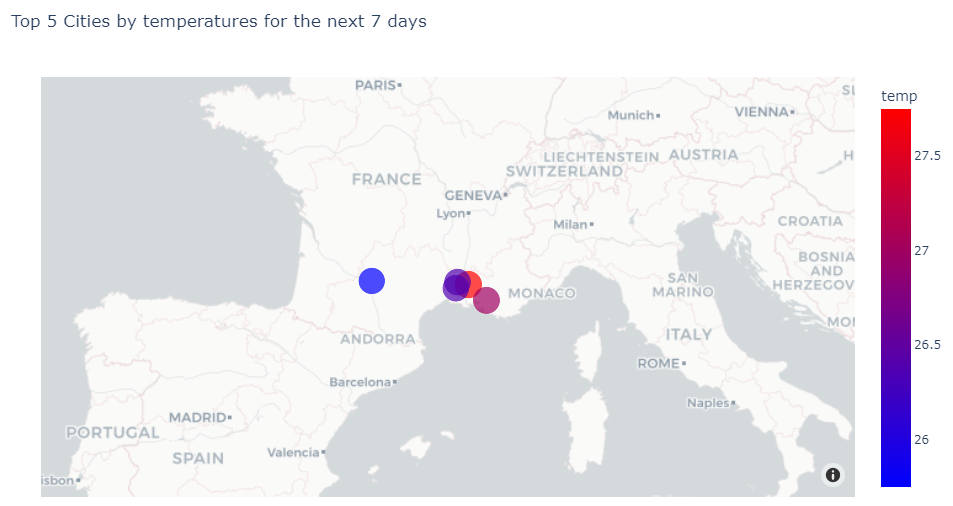 Top 5 Cities by temperatures for the next 7 days
temp
PARIS
SL
Munich
VIENNA
27.5
LIECHTENSTEIN
AUSTRIA
H
FRANCE
SWITZERLAND
GENEVA
Lyon
Milan
CROATIA
27
BOSNIA
AND
HERZEGOV
SAN
MARINO
MONACO
MOI
ANDORRA
ITALY
26.5
ROME
Barcelona
Naples
MADRID
PORTUGAL
SPAIN
Valencia
26
isbon